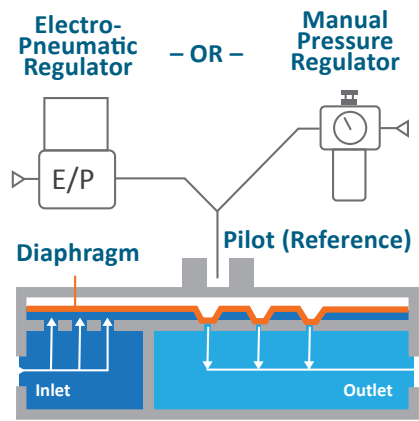 Electro-
Pneumatic
Regulator
– OR –
Manual
Pressure
Regulator
E/P
Pilot (Reference)
Diaphragm
Inlet
Outlet